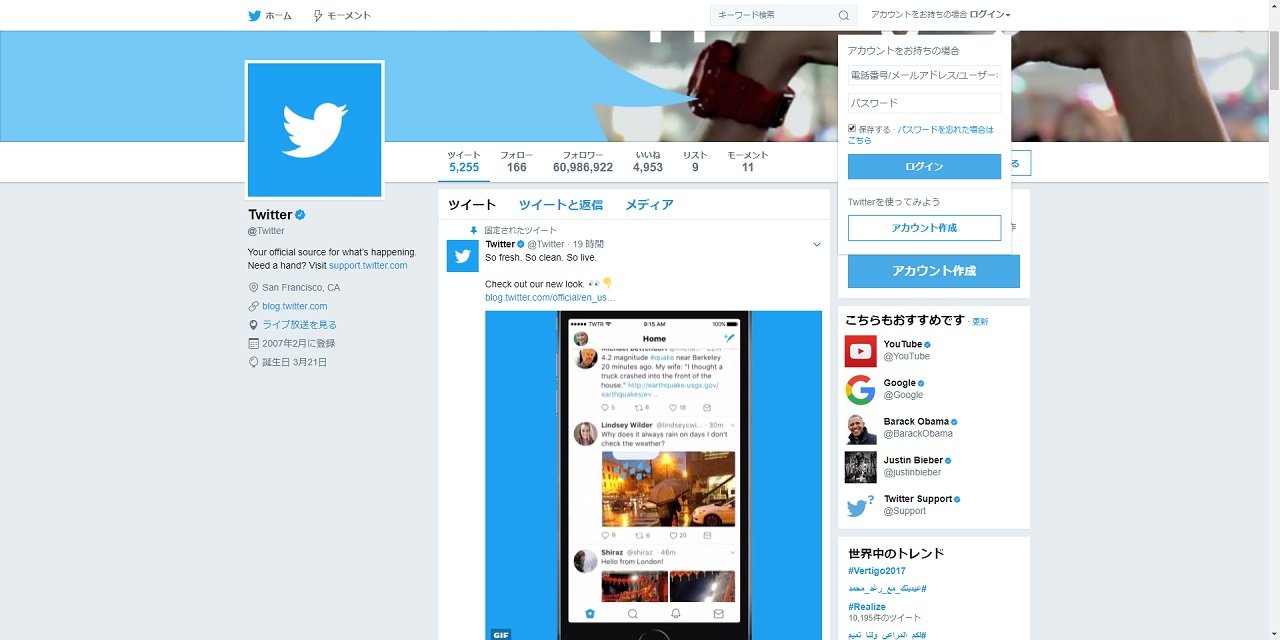 ホーム
モーメント
キーワード検索
アカウントをお持ちの場合 ログイン
アカウントをお持ちの場合
電話番号/メールアドレス/ユーザー
パスワード
保存する · パスワードを忘れた場合は
こちら
ログイン
Twitterを使ってみよう
アカウント作成
ツイート
5,255
フォロー
166
フォロワー
60,986,922
いいね
4,953
リスト
9
モーメント
11
る
Twitter
@Twitter
Your official source for what's happening.
Need a hand? Visit support.twitter.com
San Francisco, CA
blog.twitter.com
ライブ放送を見る
2007年2月に登録
誕生日 3月21日
ツイート
ツイートと返信
メディア
固定されたツイート
Twitter @Twitter · 19 時間
So fresh. So clean. So live.
Check out our new look. 👀👇
blog.twitter.com/official/en_us…
TWTR
9:15 AM
100%
Home
4.2 magnitude #quake near Berkeley
20 minutes ago. My wife: "I thought a
truck crashed into the front of the
house." http://earthquake.usgs.gov/
earthquakes/ev ...
5
8
18
Lindsey Wilder @lindseycwi... · 30m
Why does it always rain on days I don't
check the weather?
9
6
20
Shiraz @shiraz · 46m
Hello from London!
GIF
作
アカウント作成
こちらもおすすめです · 更新
YouTube
@YouTube
Google
@Google
Barack Obama
@BarackObama
Justin Bieber
@justinbieber
Twitter Support
@Support
世界中のトレンド
#Vertigo2017
#عيديتك_مع_رغد_محمد
#Realize
10,195件のツイート